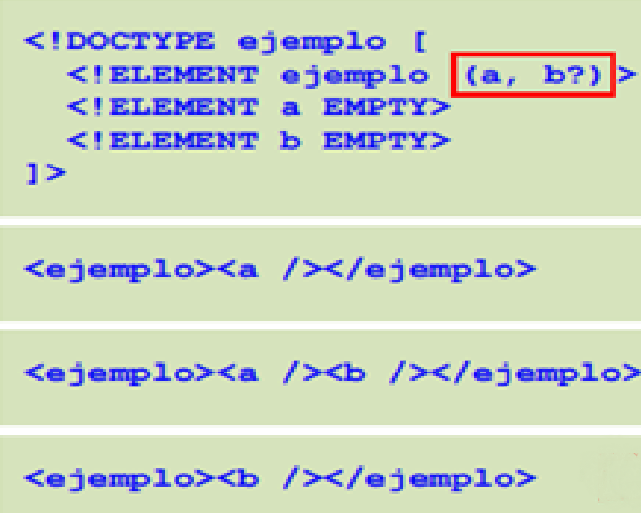 <!DOCTYPE ejemplo [
<!ELEMENT ejemplo (a, b?)>
<!ELEMENT a EMPTY>
<!ELEMENT b EMPTY>
]>
<ejemplo><a /></ejemplo>
<ejemplo><a /><b /></ejemplo>
<ejemplo><b /></ejemplo>